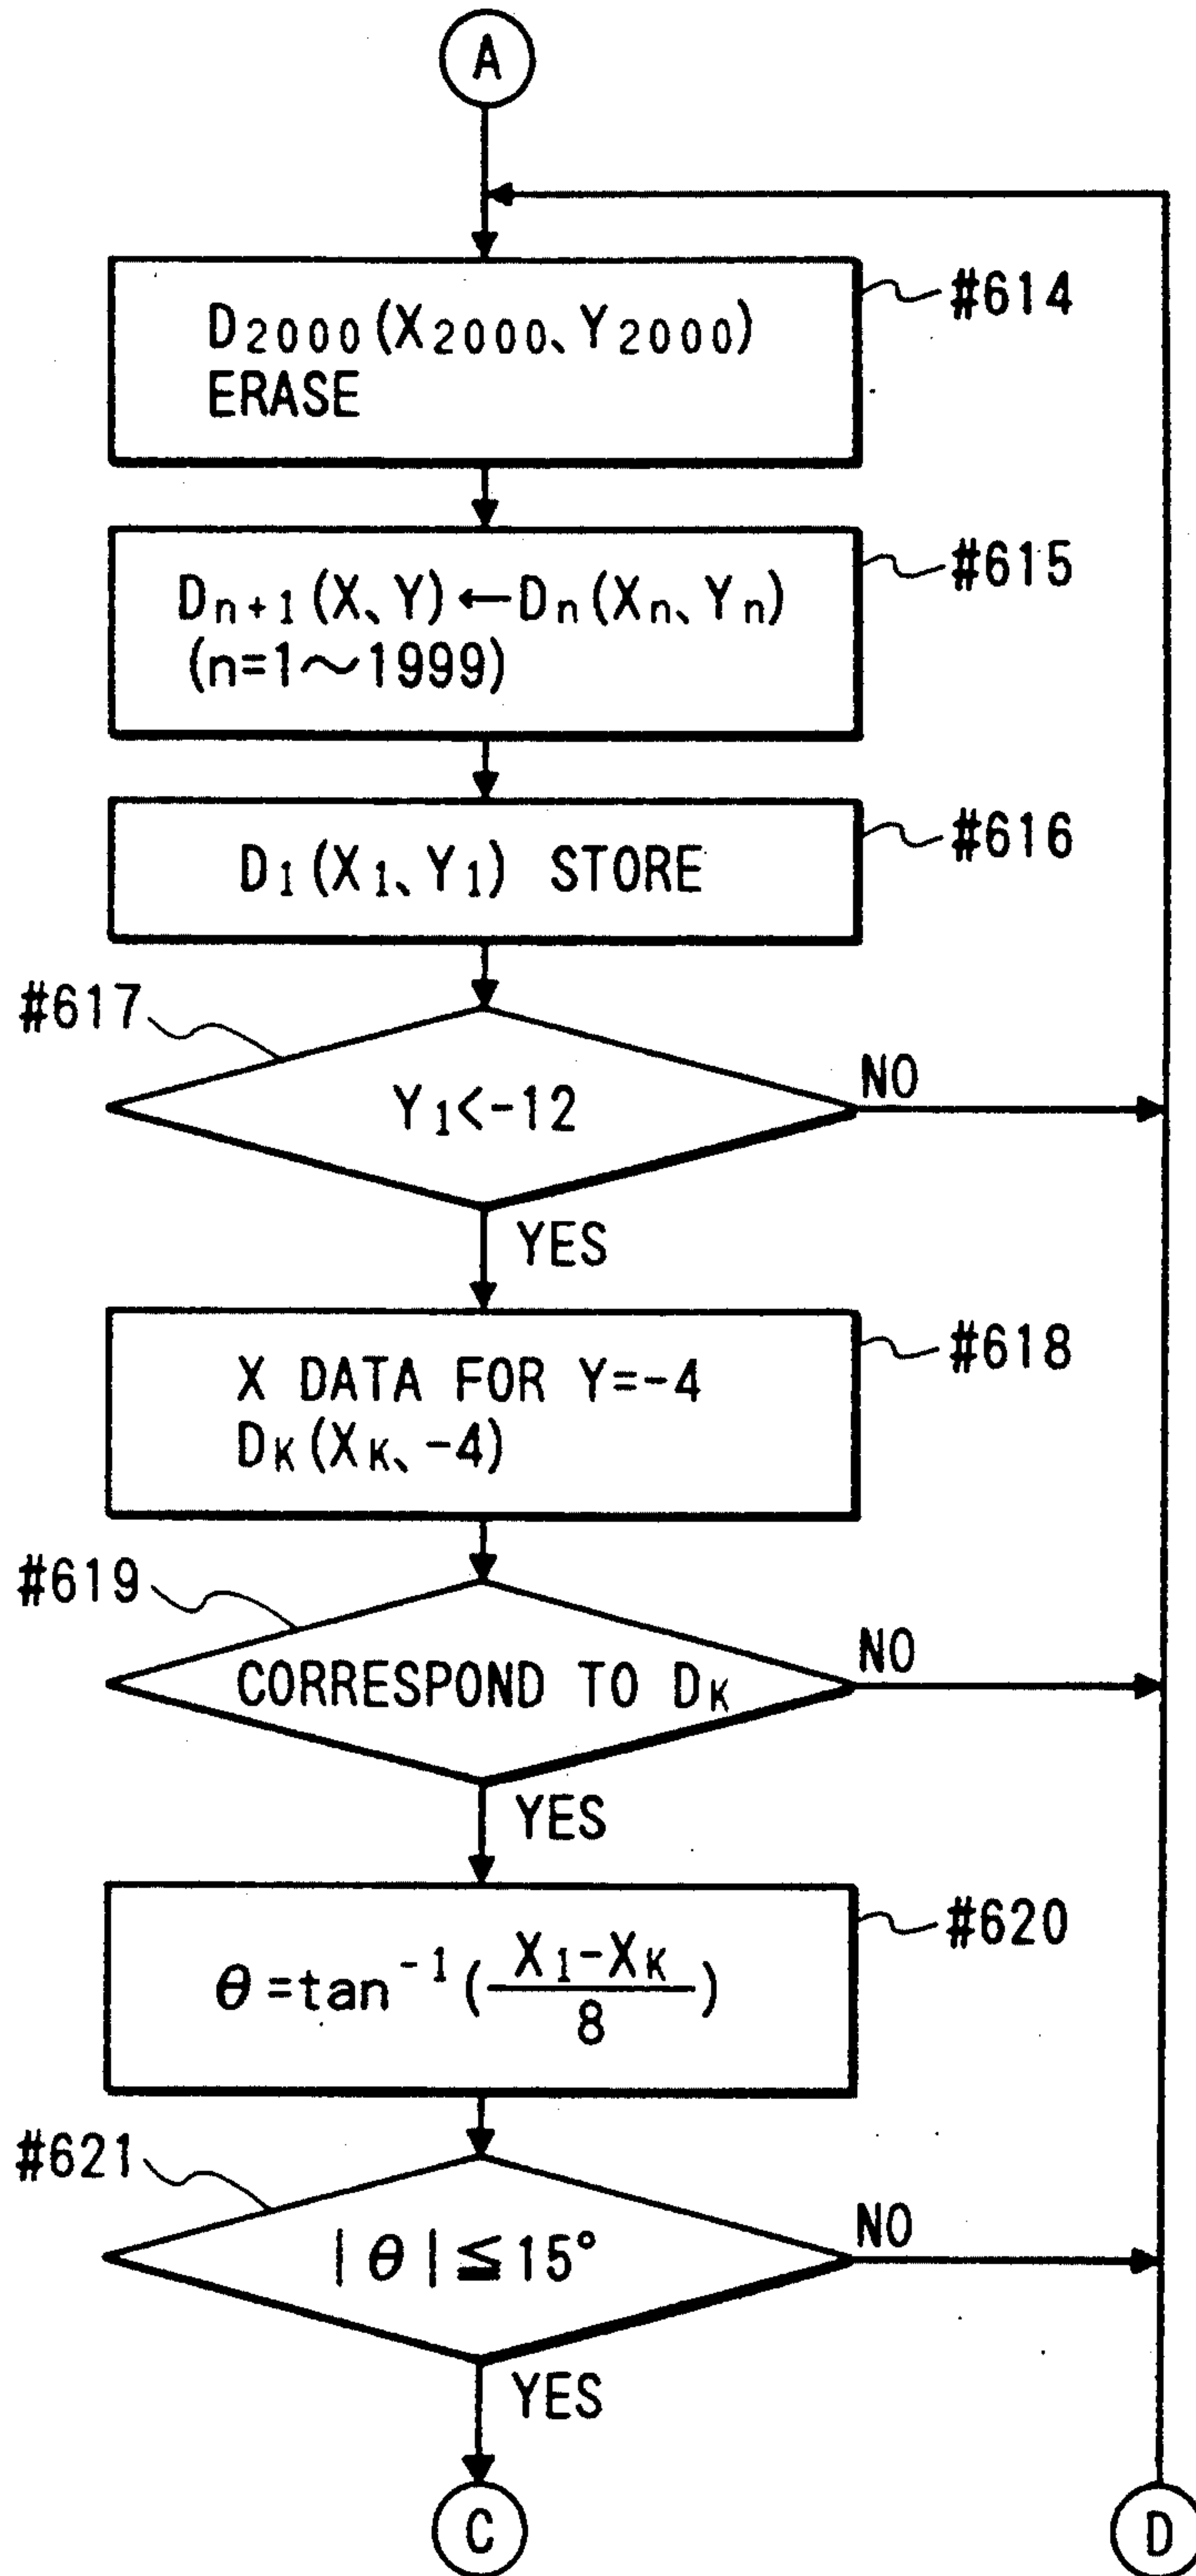 A
#614
D2000(X2000、Y2000)
ERASE
#615
Dn+1(X、Y)←Dn(Xn、Yn)
(n=1～1999)
#616
D1(X1、Y1) STORE
#617
Y1<-12
NO
YES
#618
X DATA FOR Y=-4
DK(XK、-4)
#619
CORRESPOND TO DK
NO
YES
#620
θ=tan-1(X1-XK/8)
#621
|θ|≦15°
NO
YES
C
D